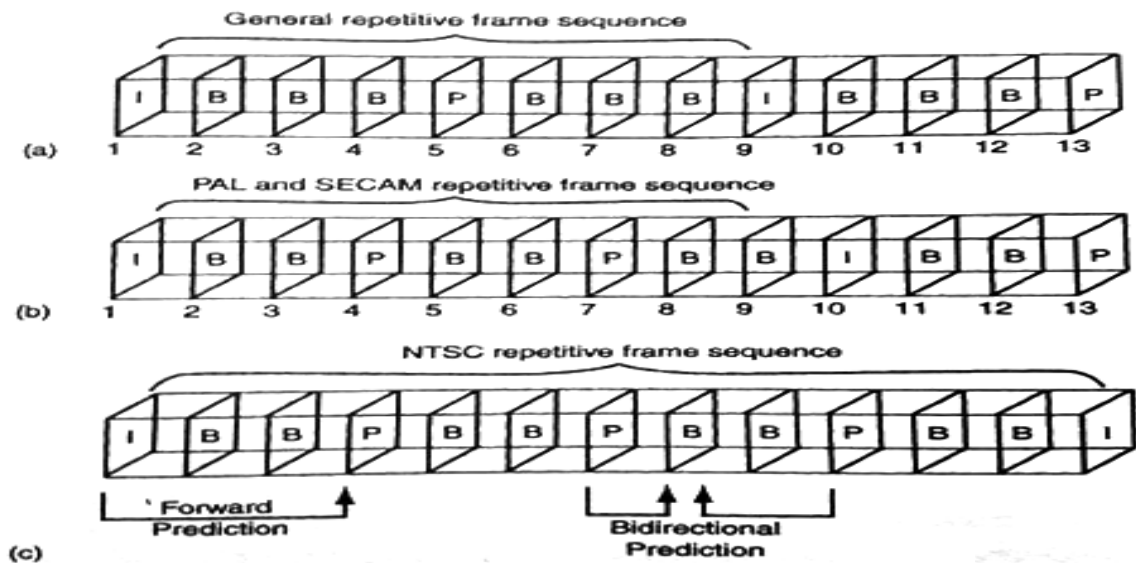 General repetitive frame sequence
I B B B P B B B I B B B P
(a) 1 2 3 4 5 6 7 8 9 10 11 12 13
PAL and SECAM repetitive frame sequence
I B B P B B P B B I B B P
(b) 1 2 3 4 5 6 7 8 9 10 11 12 13
NTSC repetitive frame sequence
I B B P B B P B B P B B I
Forward
Prediction
Bidirectional
Prediction
(c)